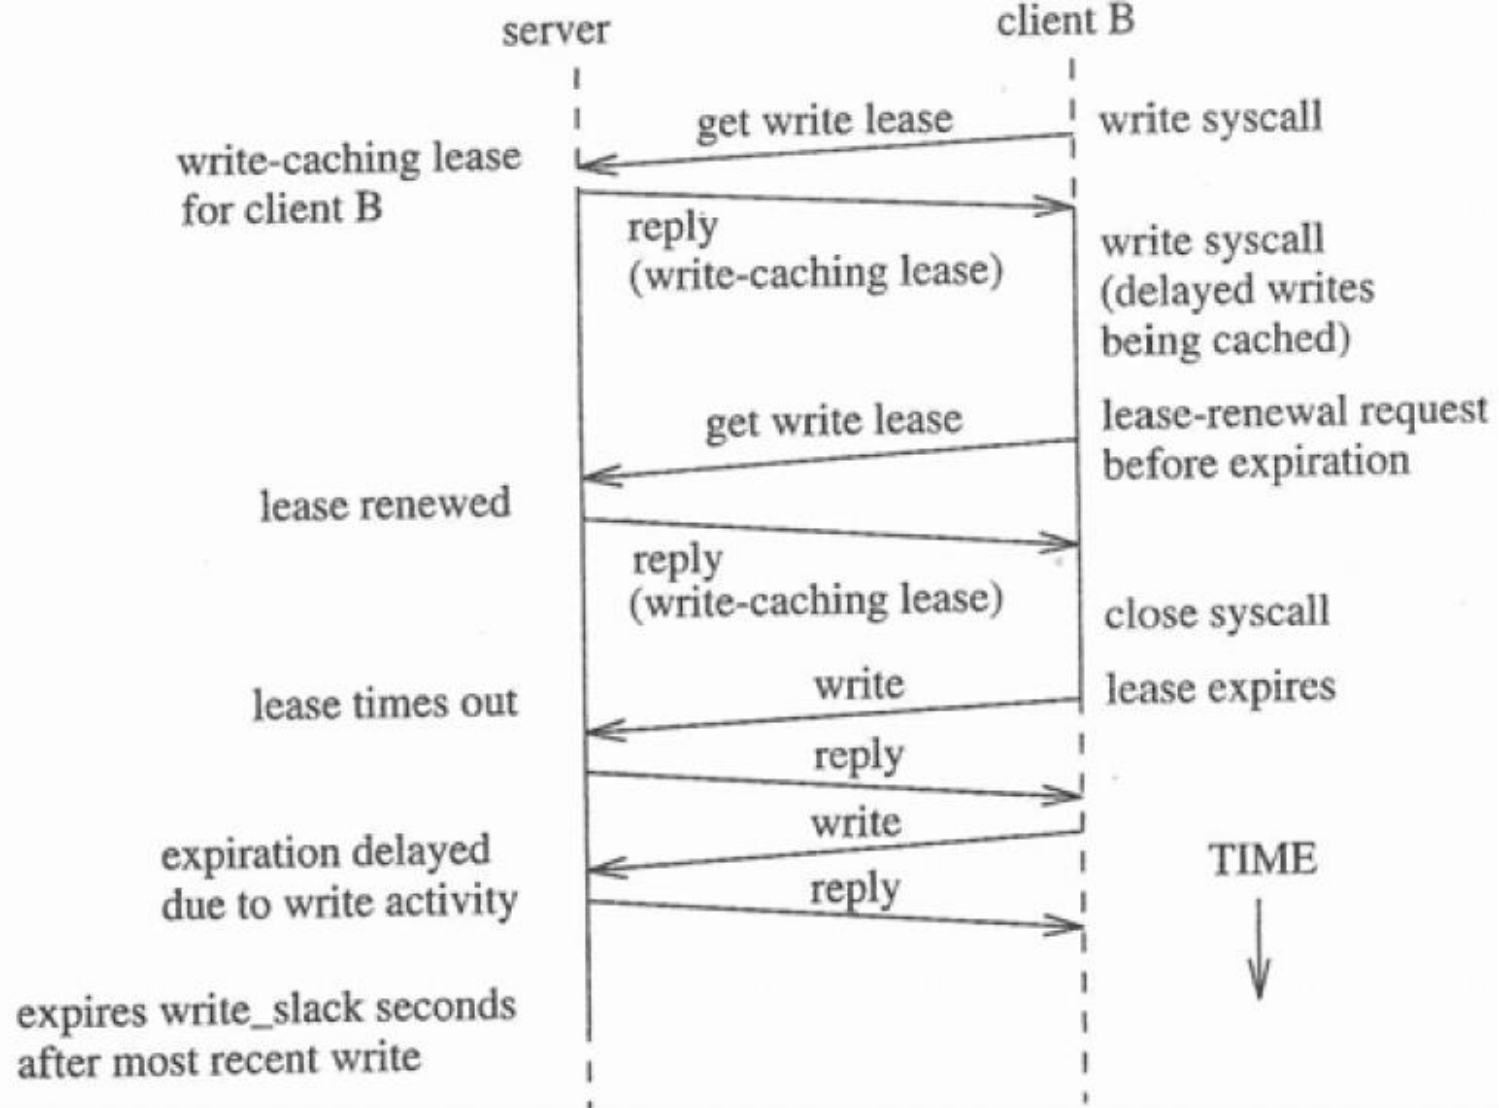 server
client B
get write lease
write syscall
write-caching lease
for client B
reply
(write-caching lease)
write syscall
(delayed writes
being cached)
get write lease
lease-renewal request
before expiration
lease renewed
reply
(write-caching lease)
close syscall
write
lease expires
lease times out
reply
write
expiration delayed
due to write activity
TIME
reply
expires write_slack seconds
after most recent write